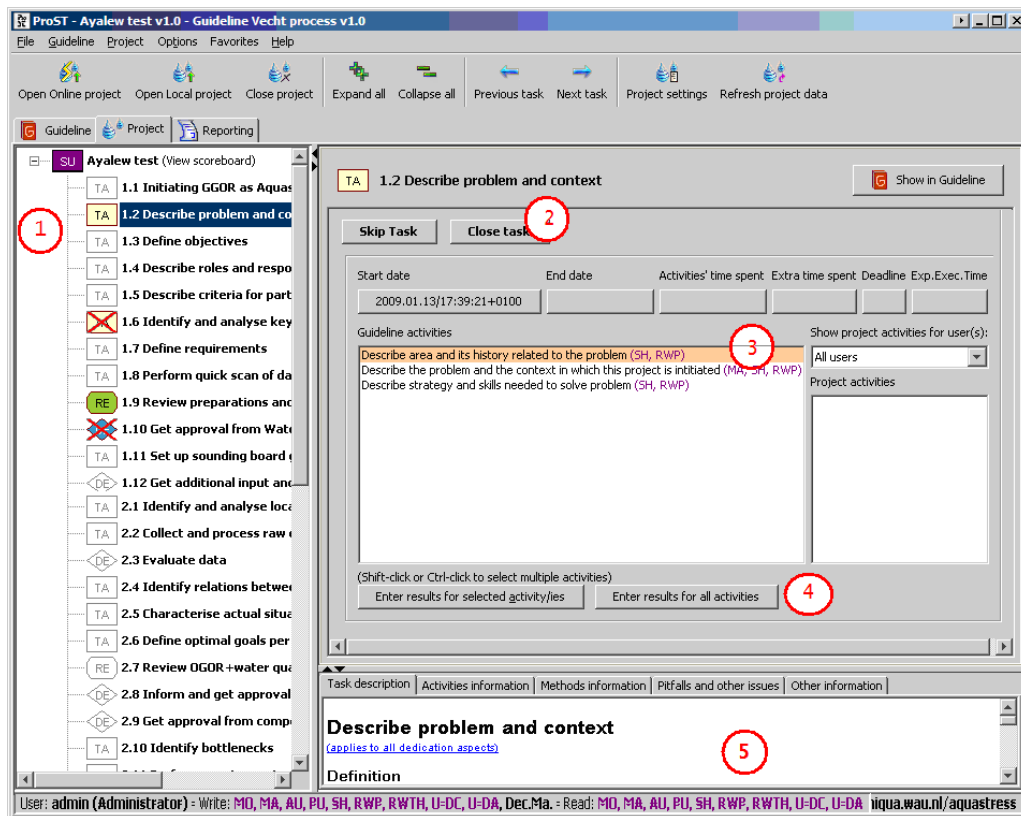 ProST - Ayalew test v1.0 - Guideline Vecht process v1.0
File Guideline Project Options Favorites Help
Open Online project Open Local project Close project Expand all Collapse all Previous task Next task Project settings Refresh project data
Guideline Project Reporting
SU Ayalew test (View scoreboard)
TA 1.1 Initiating GGOR as Aquas
TA 1.2 Describe problem and co
TA 1.3 Define objectives
TA 1.4 Describe roles and respo
TA 1.5 Describe criteria for part
1.6 Identify and analyse key
TA 1.7 Define requirements
TA 1.8 Perform quick scan of da
RE 1.9 Review preparations and
1.10 Get approval from Wate
TA 1.11 Set up sounding board g
DE 1.12 Get additional input and
TA 2.1 Identify and analyse loca
TA 2.2 Collect and process raw
DE 2.3 Evaluate data
TA 2.4 Identify relations betwee
TA 2.5 Characterise actual situa
TA 2.6 Define optimal goals per
RE 2.7 Review OGOR+water qua
DE 2.8 Inform and get approval
DE 2.9 Get approval from comp
TA 2.10 Identify bottlenecks
1
TA 1.2 Describe problem and context
Show in Guideline
Skip Task Close task
2
Start date End date Activities' time spent Extra time spent Deadline Exp.Exec.Time
2009.01.13/17:39:21+0100
Guideline activities
Describe area and its history related to the problem (SH, RWP)
Describe the problem and the context in which this project is intitiated (MA, SH, RWP)
Describe strategy and skills needed to solve problem (SH, RWP)
3
Show project activities for user(s):
All users
Project activities
(Shift-click or Ctrl-click to select multiple activities)
Enter results for selected activity/ies Enter results for all activities
4
Task description Activities information Methods information Pitfalls and other issues Other information
Describe problem and context
(applies to all dedication aspects)
5
Definition
User: admin (Administrator) = Write: MO, MA, AU, PU, SH, RWP, RWTH, U=DC, U=DA, Dec.Ma. = Read: MO, MA, AU, PU, SH, RWP, RWTH, U=DC, U=DA niqua.wau.nl/aquastress